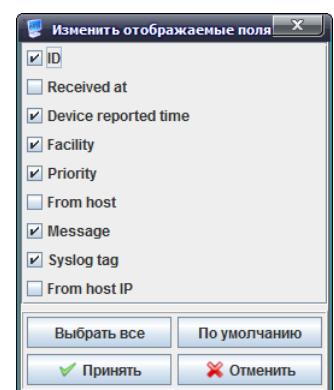 Изменить отображаемые поля
ID
Received at
Device reported time
Facility
Priority
From host
Message
Syslog tag
From host IP
Выбрать все
По умолчанию
Принять
Отменить